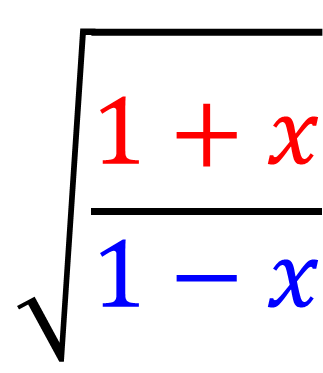 1 + x
1 − x